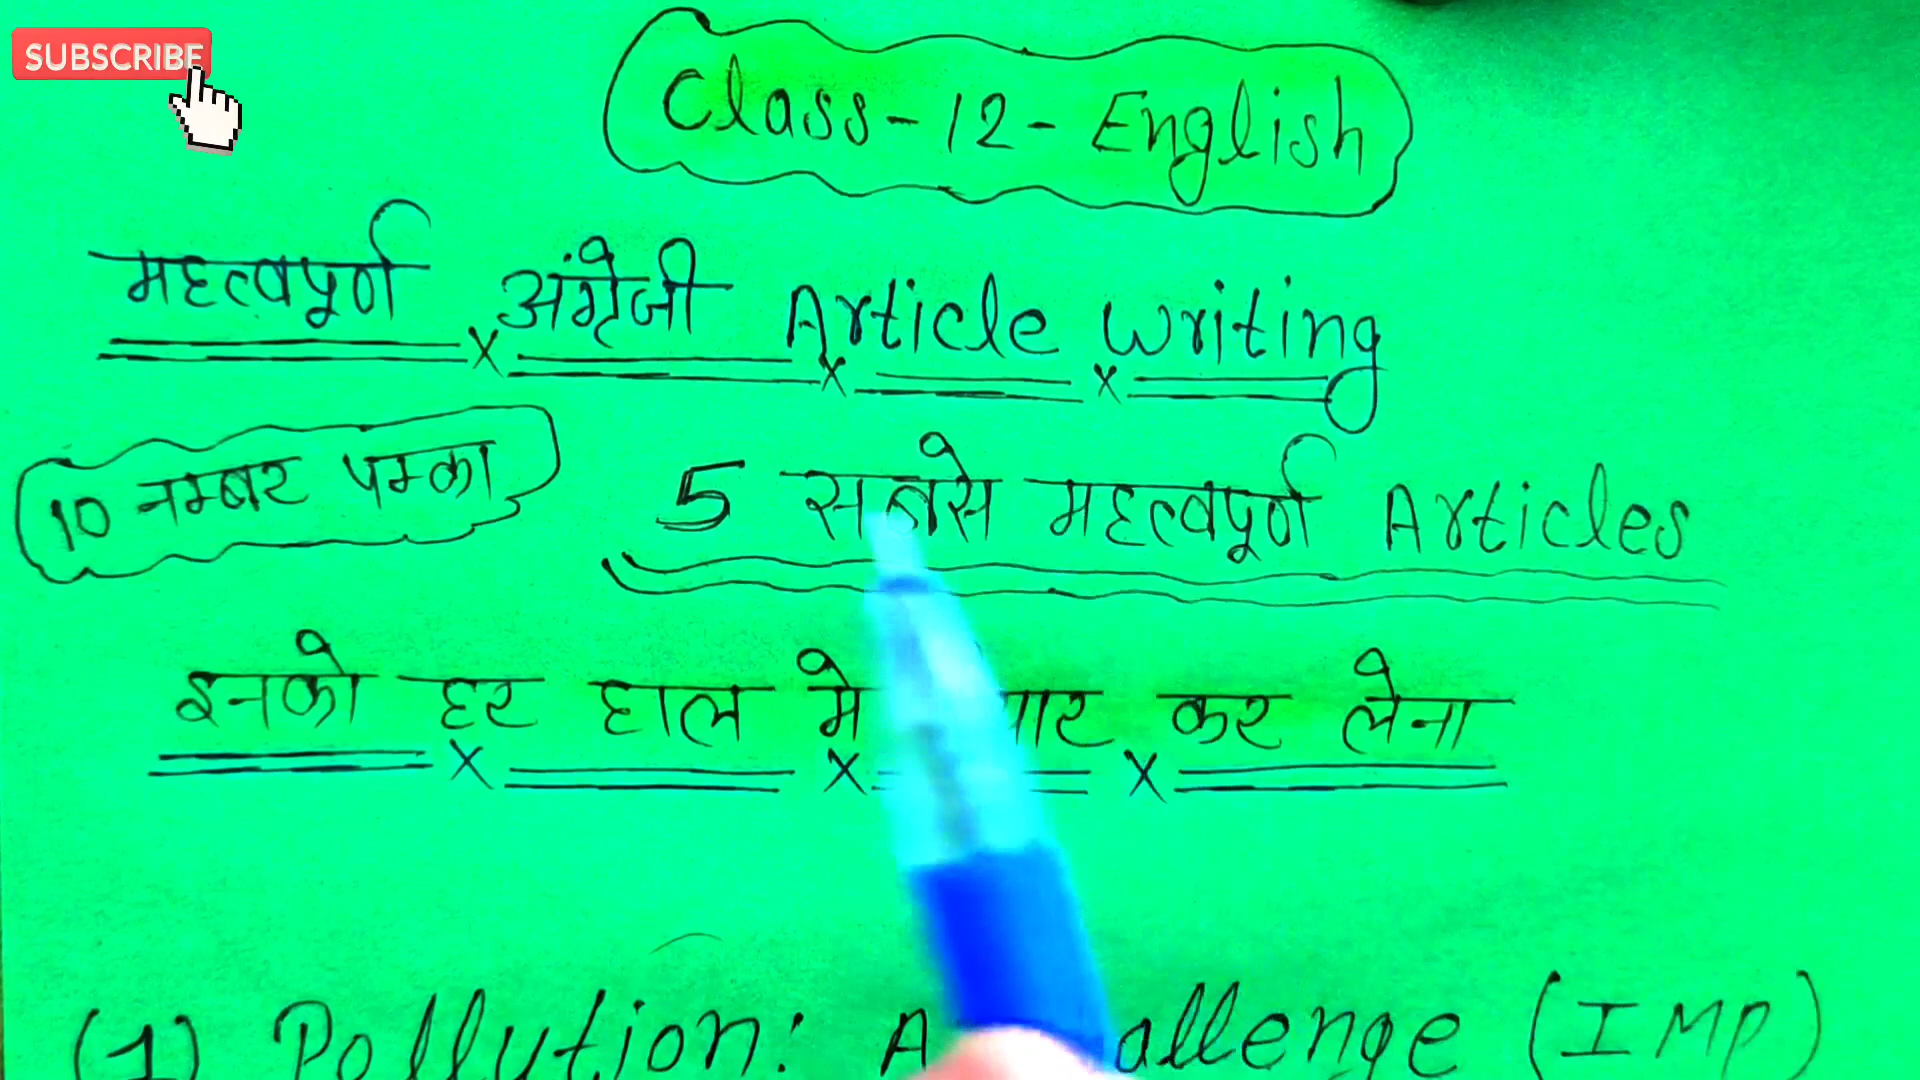 SUBSCRIBE
Class-12-English
महत्वपूर्ण अंग्रेजी Article writing
10 नम्बर पक्का
5 सबसे महत्वपूर्ण Articles
इनको हर हाल मे कर लेना
(1) Pollution: A (IMP)